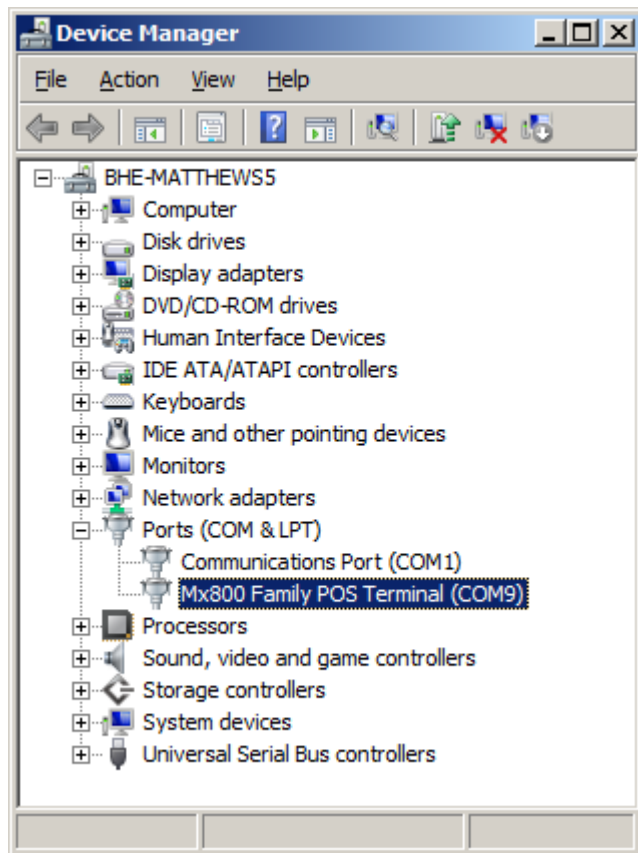 Device Manager
File Action View Help
BHE-MATTHEWS5
Computer
Disk drives
Display adapters
DVD/CD-ROM drives
Human Interface Devices
IDE ATA/ATAPI controllers
Keyboards
Mice and other pointing devices
Monitors
Network adapters
Ports (COM & LPT)
Communications Port (COM1)
Mx800 Family POS Terminal (COM9)
Processors
Sound, video and game controllers
Storage controllers
System devices
Universal Serial Bus controllers